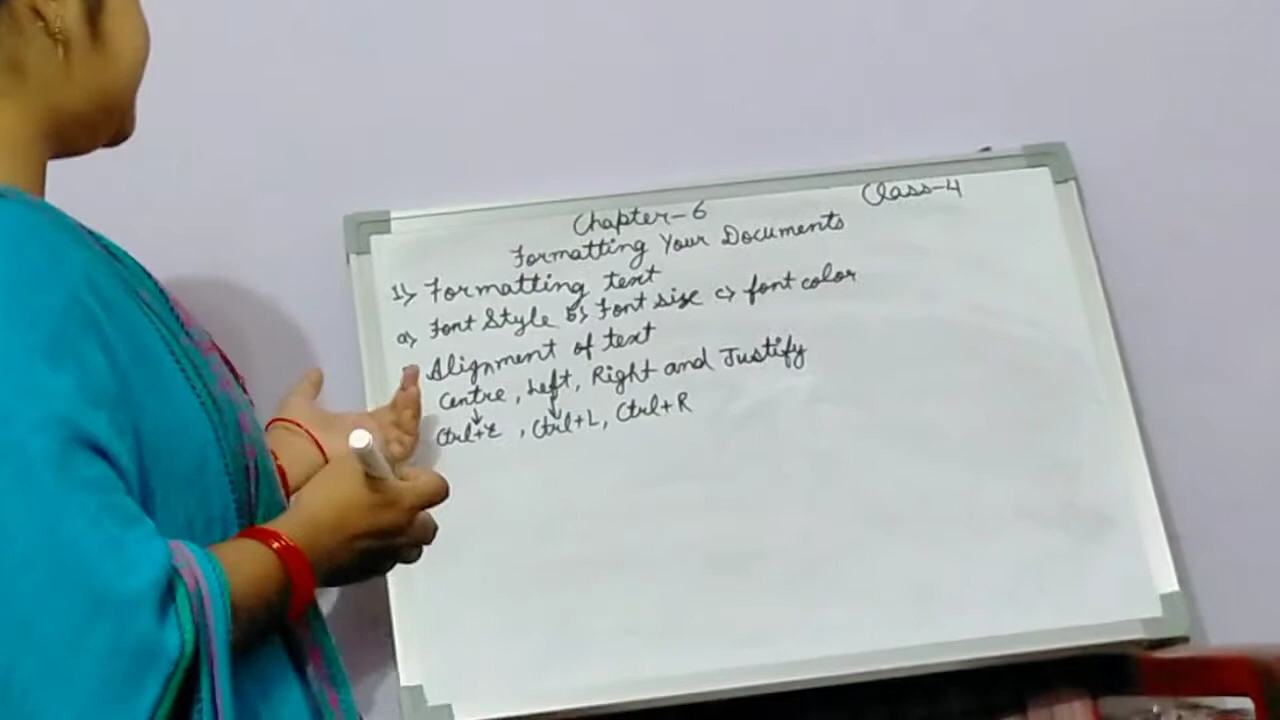 Class-4
Chapter-6
Formatting Your Documents
1) Formatting text
a) Font Style b) Font size c) font color
Alignment of text
Centre, Left, Right and Justify
Ctrl+E, Ctrl+L, Ctrl+R